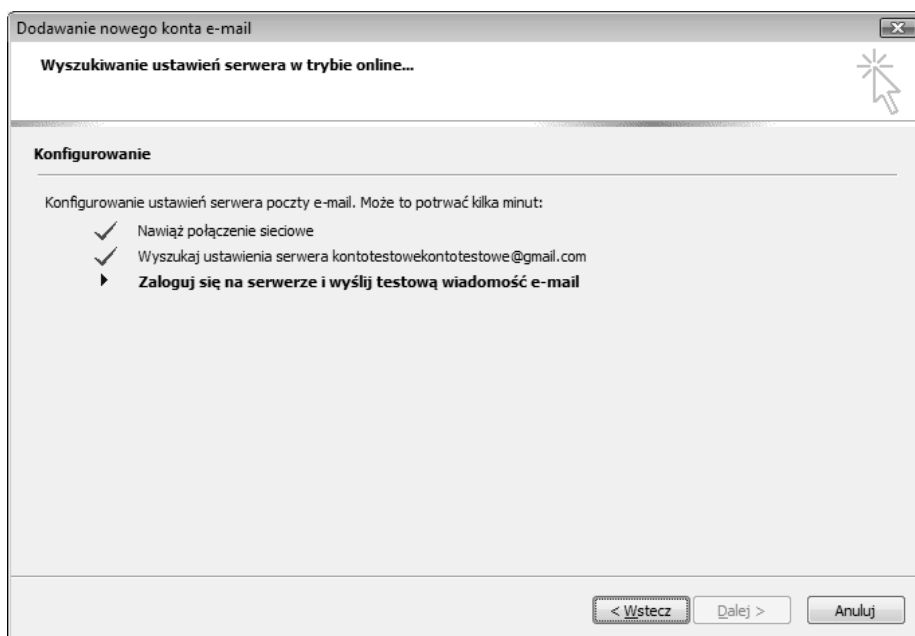 Dodawanie nowego konta e-mail
Wyszukiwanie ustawień serwera w trybie online...
Konfigurowanie
Konfigurowanie ustawień serwera poczty e-mail. Może to potrwać kilka minut:
Nawiąż połączenie sieciowe
Wyszukaj ustawienia serwera kontotestowekontotestowe@gmail.com
Zaloguj się na serwerze i wyślij testową wiadomość e-mail
< Wstecz Dalej > Anuluj